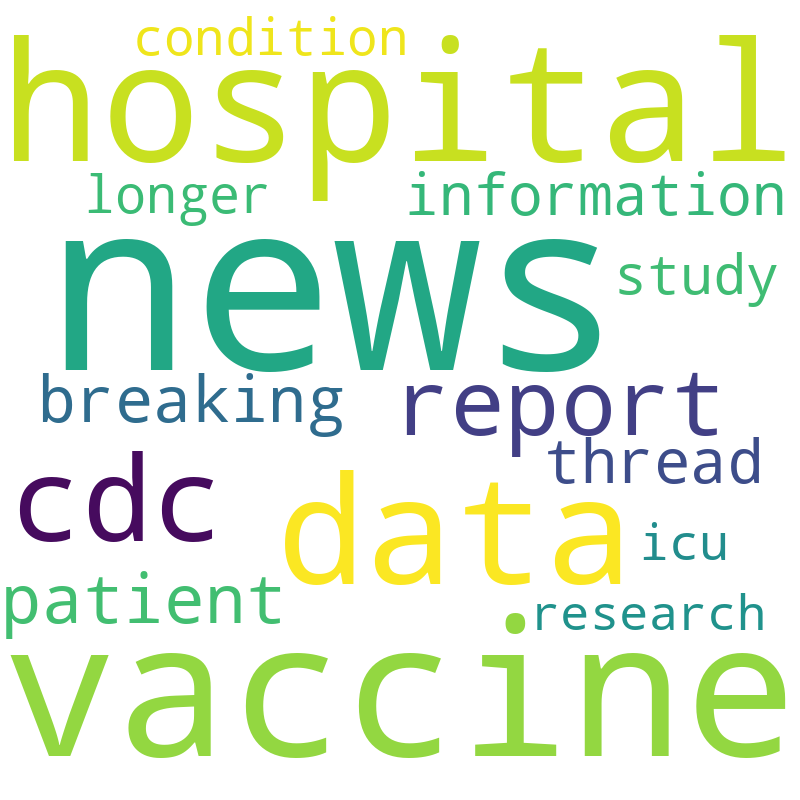 condition
hospital
longer information
news
study
breaking report
thread
cdc data
icu
patient
research
vaccine